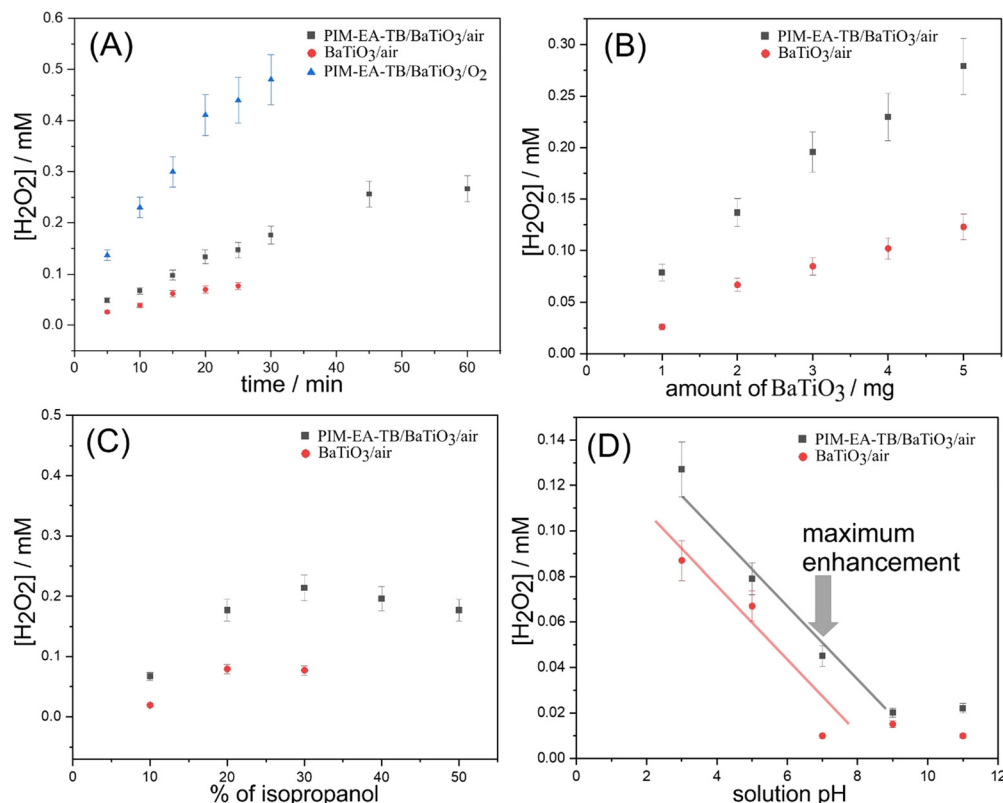 (A)
PIM-EA-TB/BaTiO3/air
BaTiO3/air
PIM-EA-TB/BaTiO3/O2
[H2O2] / mM
0.6
0.5
0.4
0.3
0.2
0.1
0.0
0 10 20 30 40 50 60
time / min
(B)
PIM-EA-TB/BaTiO3/air
BaTiO3/air
[H2O2] / mM
0.30
0.25
0.20
0.15
0.10
0.05
0.00
0 1 2 3 4 5
amount of BaTiO3 / mg
(C)
PIM-EA-TB/BaTiO3/air
BaTiO3/air
[H2O2] / mM
0.5
0.4
0.3
0.2
0.1
0.0
10 20 30 40 50
% of isopropanol
(D)
PIM-EA-TB/BaTiO3/air
BaTiO3/air
maximum
enhancement
[H2O2] / mM
0.14
0.12
0.10
0.08
0.06
0.04
0.02
0.00
0 2 4 6 8 10 12
solution pH